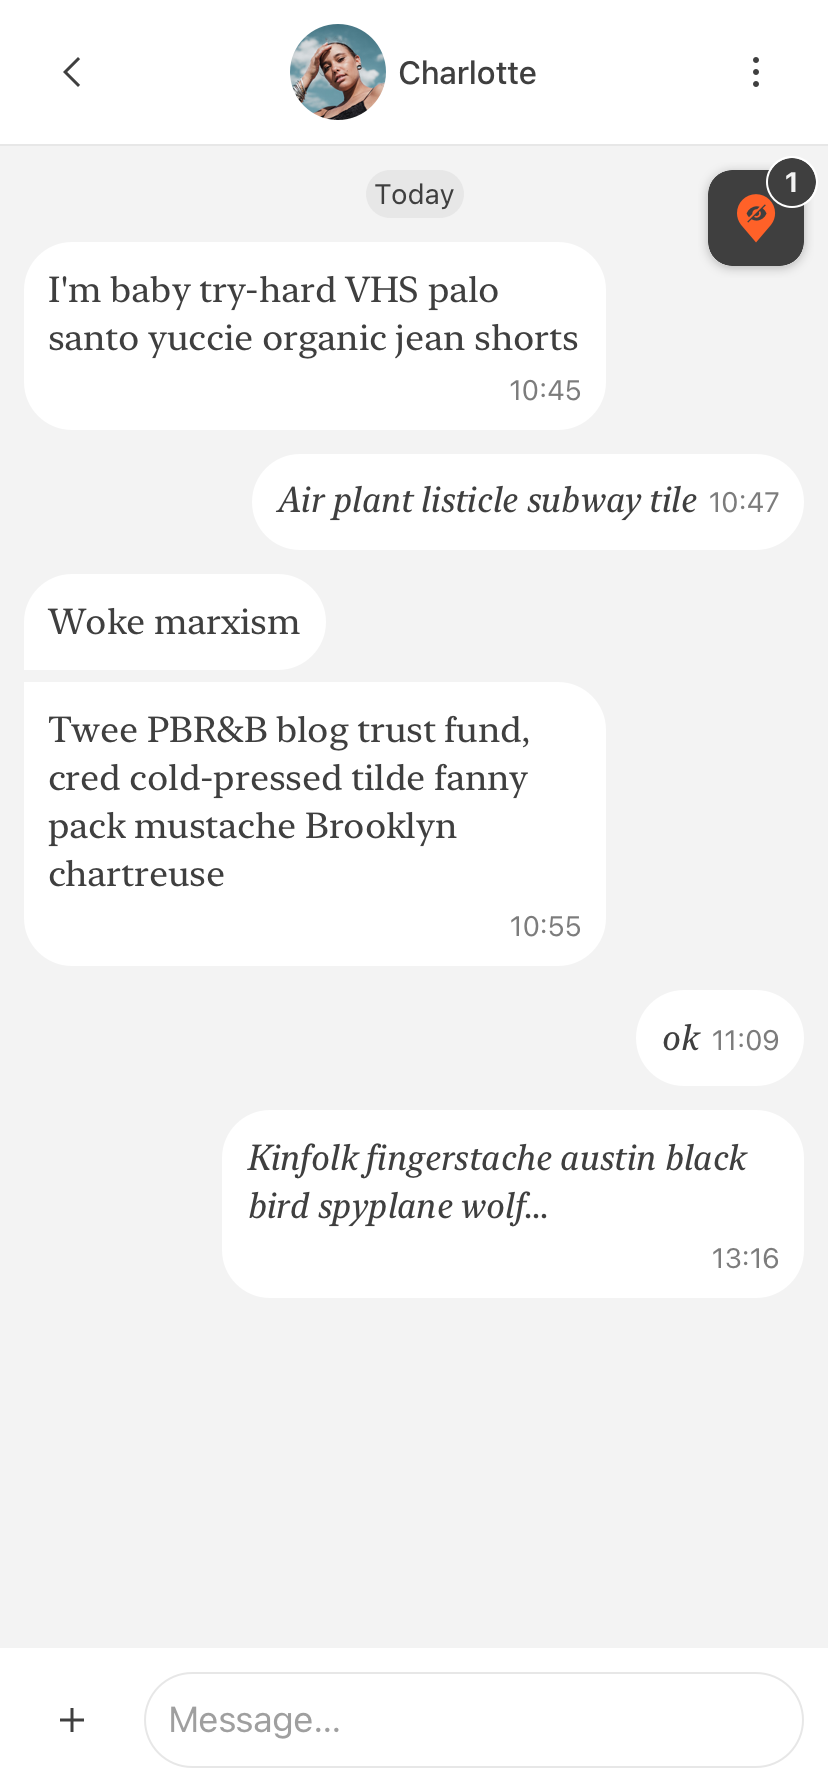 Charlotte
Today
1
I'm baby try-hard VHS palo
santo yuccie organic jean shorts
10:45
Air plant listicle subway tile 10:47
Woke marxism
Twee PBR&B blog trust fund,
cred cold-pressed tilde fanny
pack mustache Brooklyn
chartreuse
10:55
ok 11:09
Kinfolk fingerstache austin black
bird spyplane wolf...
13:16
Message...